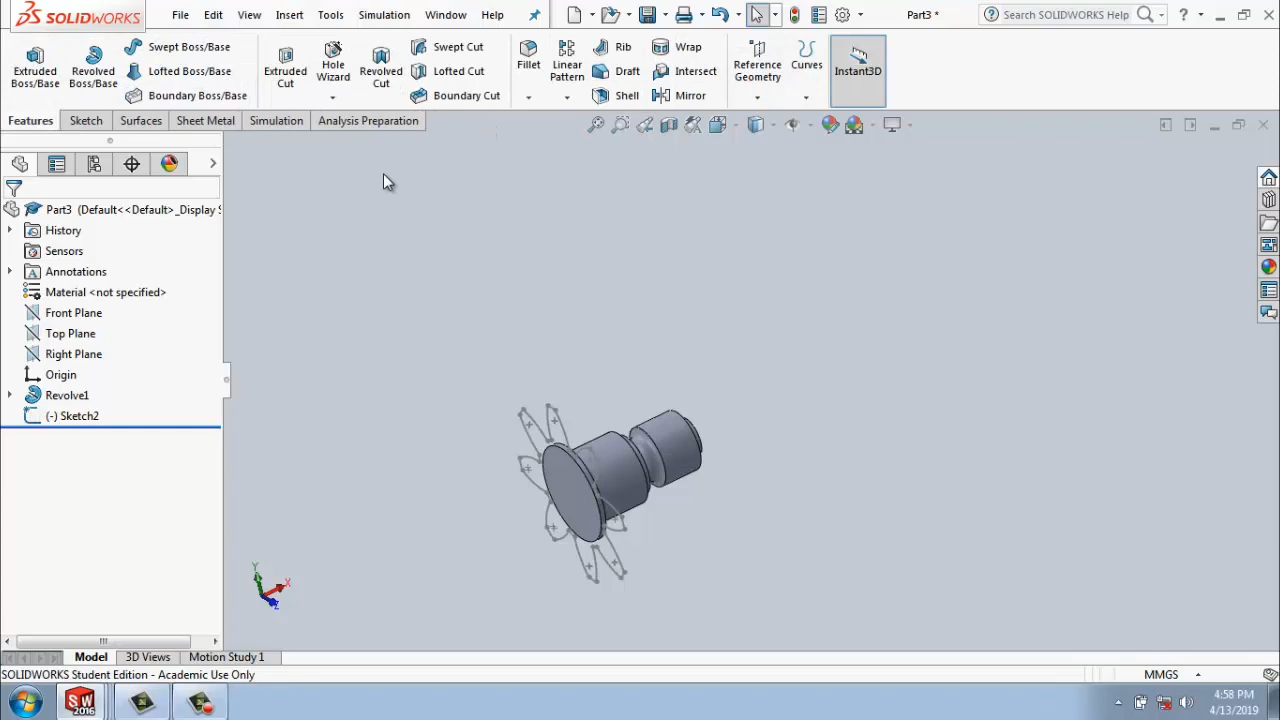 SOLIDWORKS File Edit View Insert Tools Simulation Window Help Part3 * Search SOLIDWORKS Help ?
Extruded Boss/Base
Revolved Boss/Base
Swept Boss/Base
Lofted Boss/Base
Boundary Boss/Base
Extruded Cut
Hole Wizard
Revolved Cut
Swept Cut
Lofted Cut
Boundary Cut
Fillet
Linear Pattern
Rib
Draft
Shell
Wrap
Intersect
Mirror
Reference Geometry
Curves
Instant3D
Features Sketch Surfaces Sheet Metal Simulation Analysis Preparation
Part3 (Default<<Default>_Display S
History
Sensors
Annotations
Material <not specified>
Front Plane
Top Plane
Right Plane
Origin
Revolve1
(-) Sketch2
Y
X
Z
Model 3D Views Motion Study 1
SOLIDWORKS Student Edition - Academic Use Only MMGS
SW 2016
4:58 PM
4/13/2019